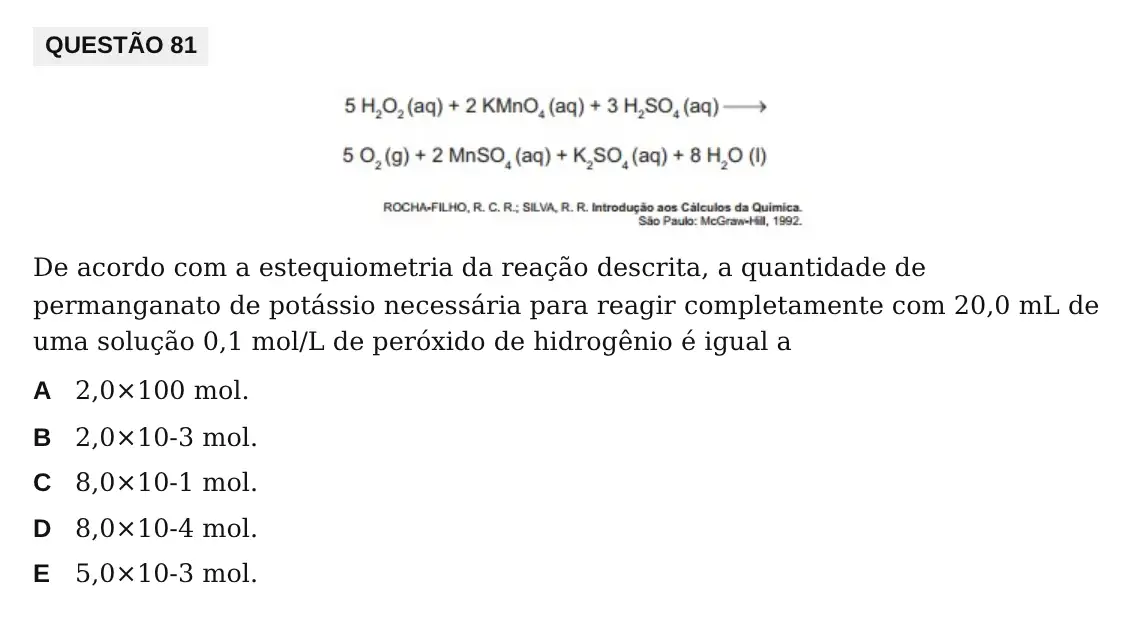 QUESTÃO 81
5 H₂O₂ (aq) + 2 KMnO₄ (aq) + 3 H₂SO₄ (aq) ⟶
5 O₂ (g) + 2 MnSO₄ (aq) + K₂SO₄ (aq) + 8 H₂O (l)
ROCHA-FILHO, R. C. R.; SILVA, R. R. Introdução aos Cálculos da Química.
São Paulo: McGraw-Hill, 1992.
De acordo com a estequiometria da reação descrita, a quantidade de
permanganato de potássio necessária para reagir completamente com 20,0 mL de
uma solução 0,1 mol/L de peróxido de hidrogênio é igual a
A 2,0×100 mol.
B 2,0×10-3 mol.
C 8,0×10-1 mol.
D 8,0×10-4 mol.
E 5,0×10-3 mol.